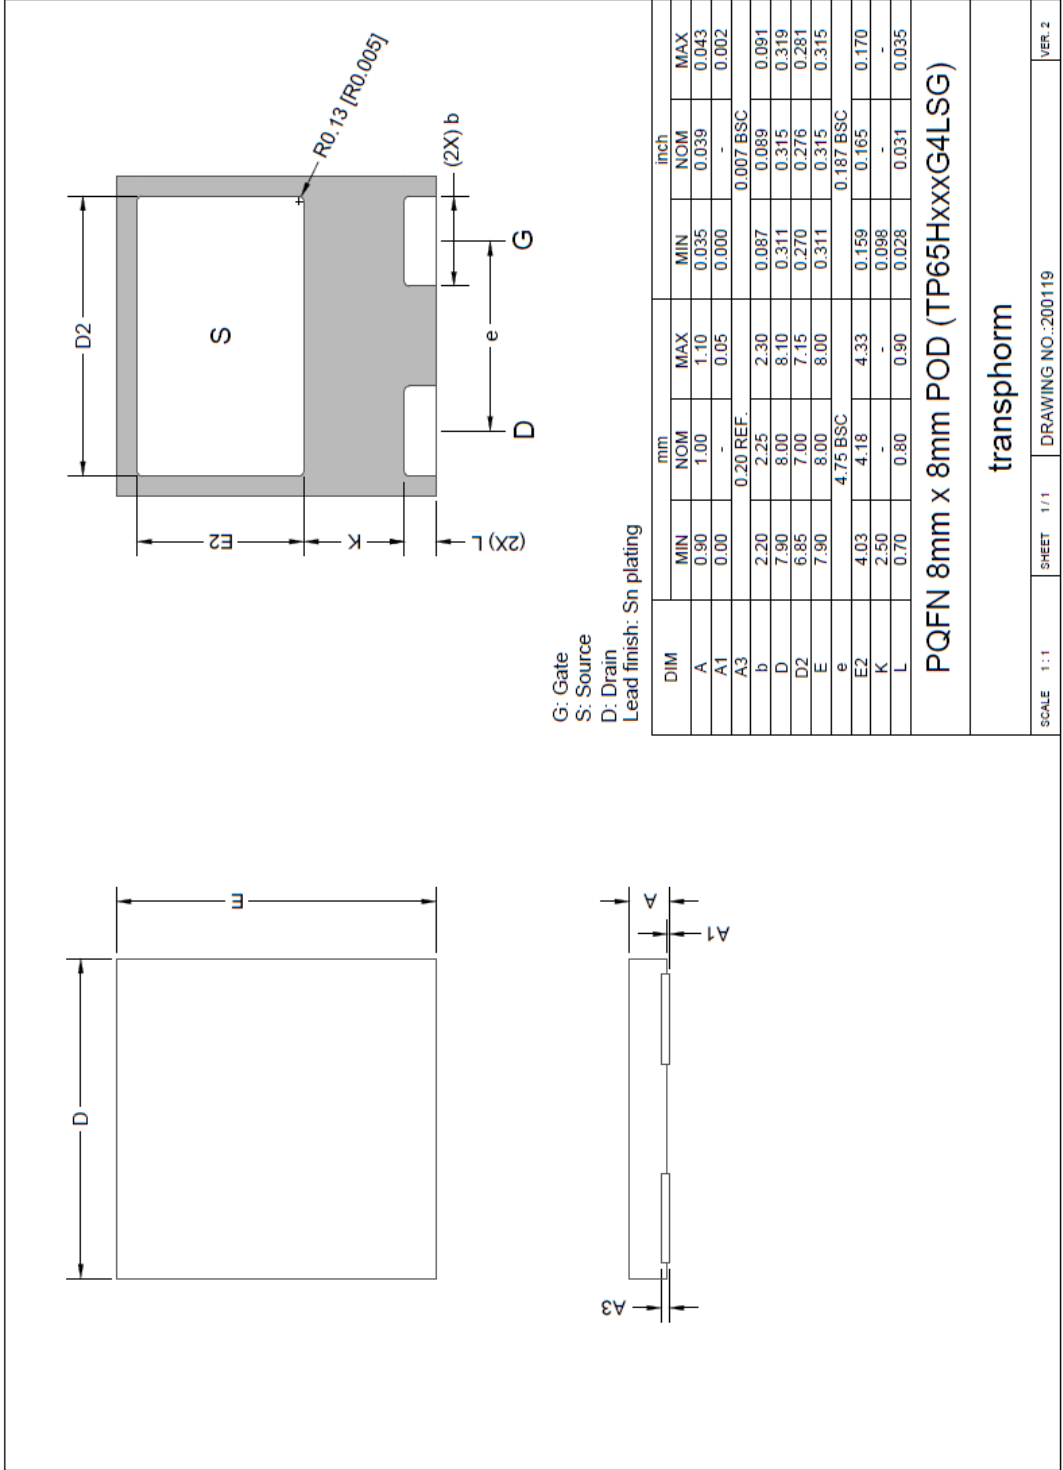 D
E
A
A1
A3
D2
S
R0.13 [R0.005]
E2
K
(2X) L
(2X) b
e
D
G
G: Gate
S: Source
D: Drain
Lead finish: Sn plating
DIM mm inch
MIN NOM MAX MIN NOM MAX
A 0.90 1.00 1.10 0.035 0.039 0.043
A1 0.00 - 0.05 0.000 - 0.002
A3 0.20 REF. 0.007 BSC
b 2.20 2.25 2.30 0.087 0.089 0.091
D 7.90 8.00 8.10 0.311 0.315 0.319
D2 6.85 7.00 7.15 0.270 0.276 0.281
E 7.90 8.00 8.00 0.311 0.315 0.315
e 4.75 BSC 0.187 BSC
E2 4.03 4.18 4.33 0.159 0.165 0.170
K 2.50 - - 0.098 - -
L 0.70 0.80 0.90 0.028 0.031 0.035
PQFN 8mm x 8mm POD (TP65HxxxG4LSG)
transphorm
SCALE 1:1 SHEET 1/1 DRAWING NO.:200119 VER. 2